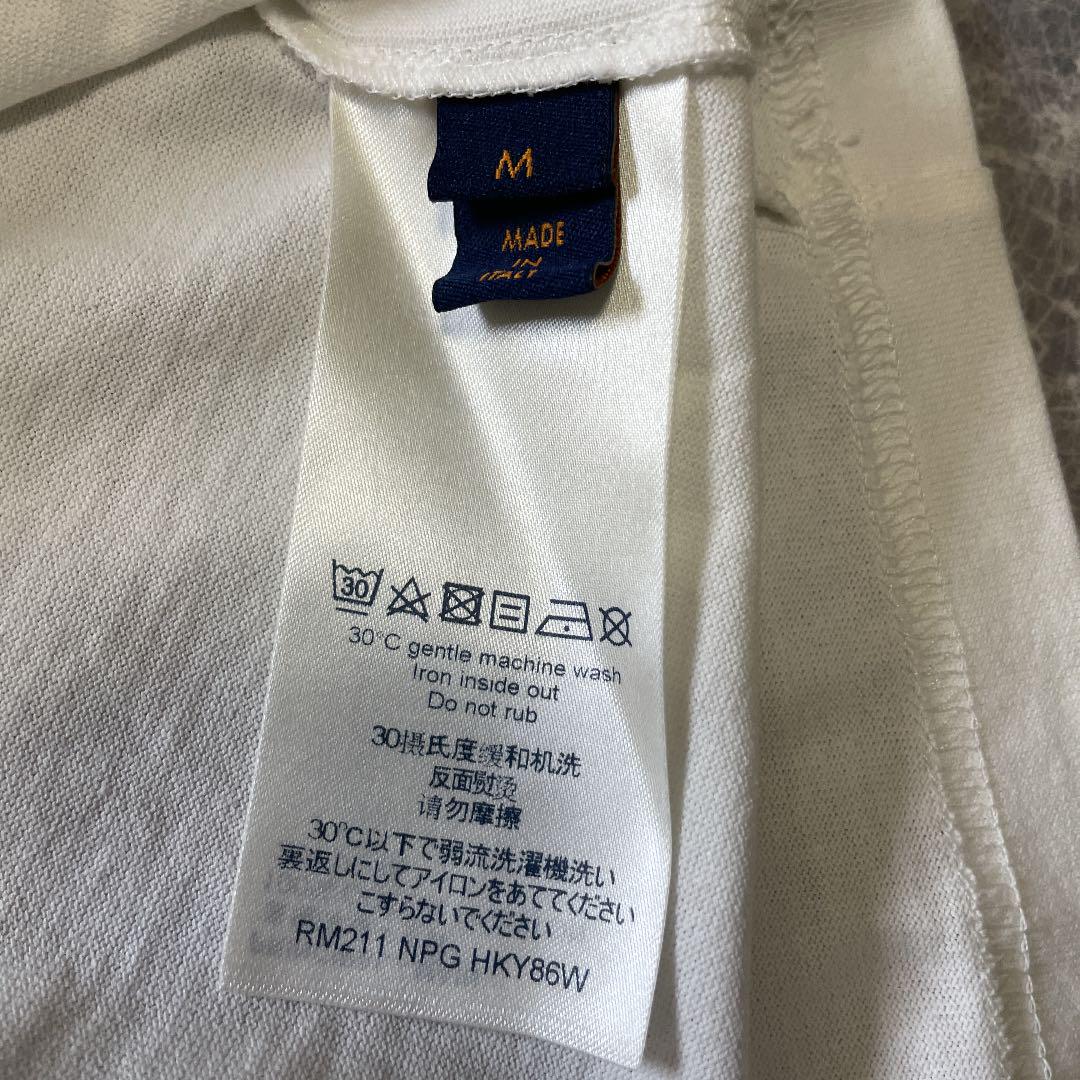 M
MADE
IN
ITALY
30
30°C gentle machine wash
Iron inside out
Do not rub
30摄氏度缓和机洗
反面熨烫
请勿摩擦
30℃以下で弱流洗濯機洗い
裏返しにしてアイロンをあててください
こすらないでください
RM211 NPG HKY86W